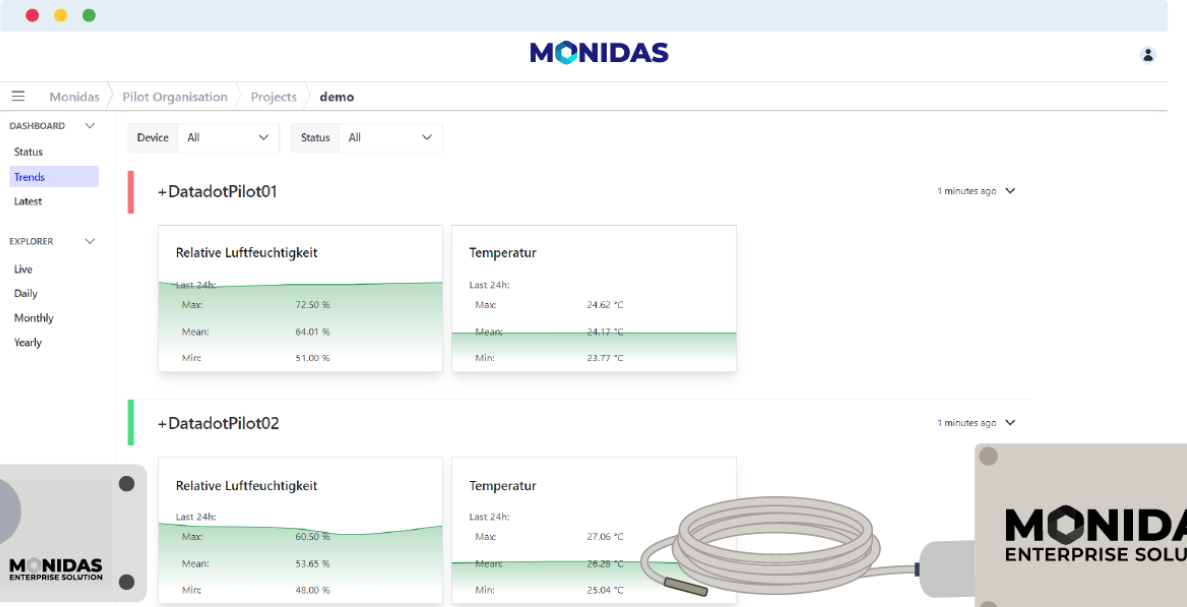 MONIDAS
Monidas Pilot Organisation Projects demo
DASHBOARD
Status
Trends
Latest
EXPLORER
Live
Daily
Monthly
Yearly
Device All Status All
+DatadotPilot01 1 minutes ago
Relative Luftfeuchtigkeit
Last 24h:
Max: 72.50 %
Mean: 64.01 %
Min: 51.00 %
Temperatur
Last 24h:
Max: 24.62 °C
Mean: 24.17 °C
Min: 23.77 °C
+DatadotPilot02 1 minutes ago
Relative Luftfeuchtigkeit
Last 24h:
Max: 60.50 %
Mean: 53.65 %
Min: 48.00 %
Temperatur
Last 24h:
Max: 27.06 °C
Mean: 26.28 °C
Min: 25.04 °C
MONIDAS
ENTERPRISE SOLUTION
MONIDA
ENTERPRISE SOLU